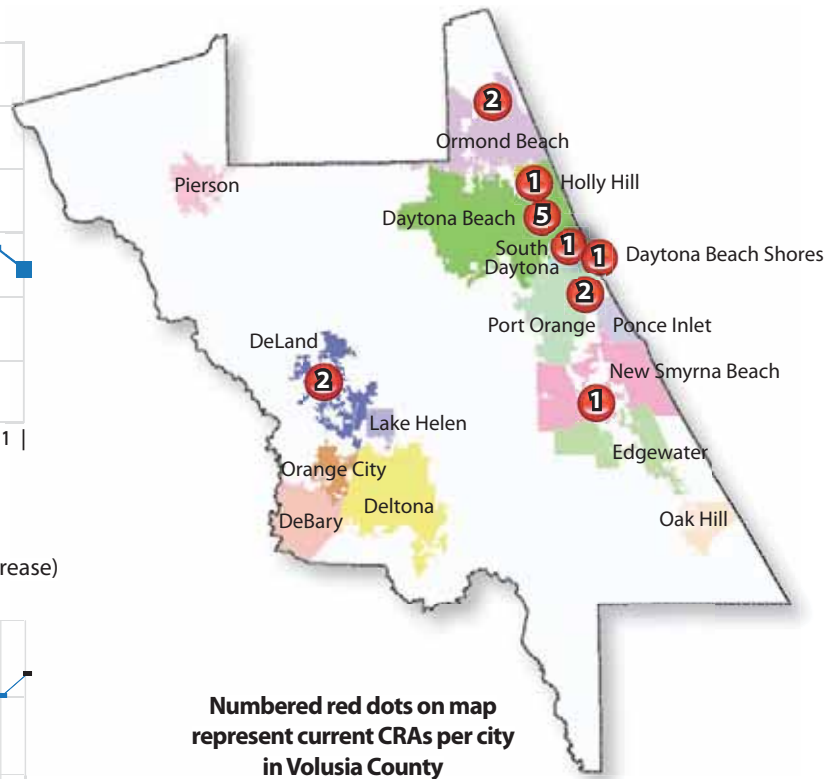 2
Ormond Beach
Pierson
1
Holly Hill
Daytona Beach
5
South
Daytona
1
1
Daytona Beach Shores
2
Port Orange
Ponce Inlet
DeLand
2
New Smyrna Beach
1
Lake Helen
1 |
Edgewater
Orange City
Deltona
DeBary
Oak Hill
rease)
Numbered red dots on map
represent current CRAs per city
in Volusia County